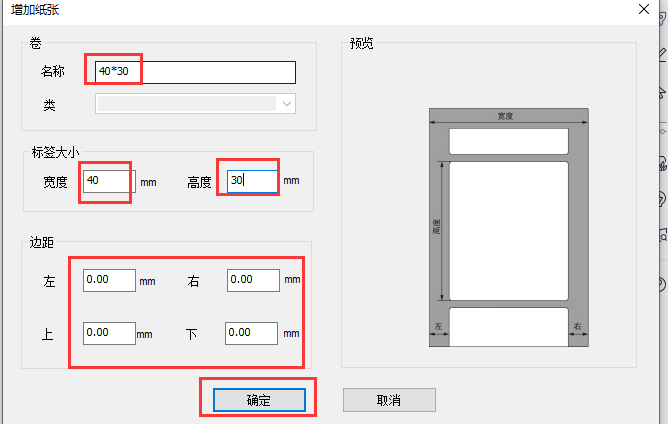 增加纸张
卷
名称 40*30
类
标签大小
宽度 40 mm 高度 30 mm
边距
左 0.00 mm 右 0.00 mm
上 0.00 mm 下 0.00 mm
确定 取消
预览
宽度
高度
左 右